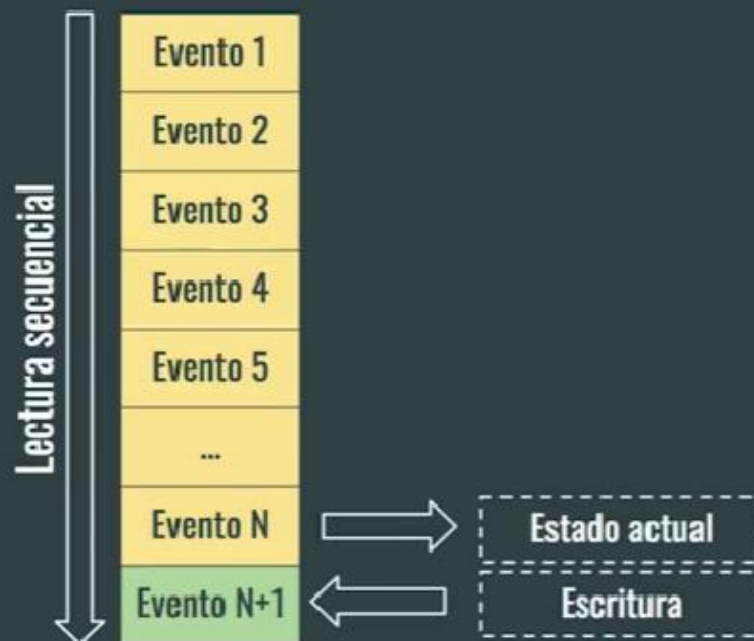 Lectura secuencial
Evento 1
Evento 2
Evento 3
Evento 4
Evento 5
...
Evento N
Estado actual
Evento N+1
Escritura